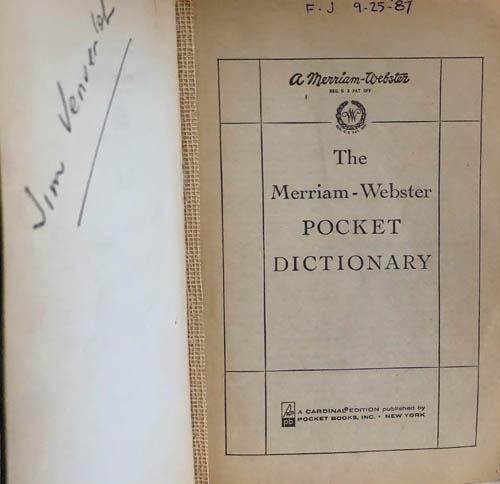 Jim
F.J 9-25-87
A Merriam-Webster
REG. U. S. PAT. OFF.
W
The
Merriam-Webster
POCKET
DICTIONARY
pb
A CARDINAL® EDITION published by
POCKET BOOKS, INC. • NEW YORK